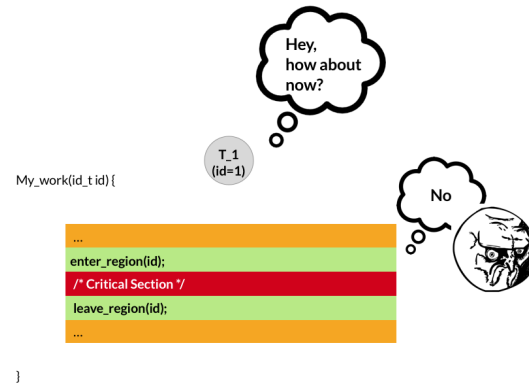 Hey,
how about
now?
T_1
(id=1)
My_work(id_t id) {
No
...
enter_region(id);
/* Critical Section */
leave_region(id);
...
}